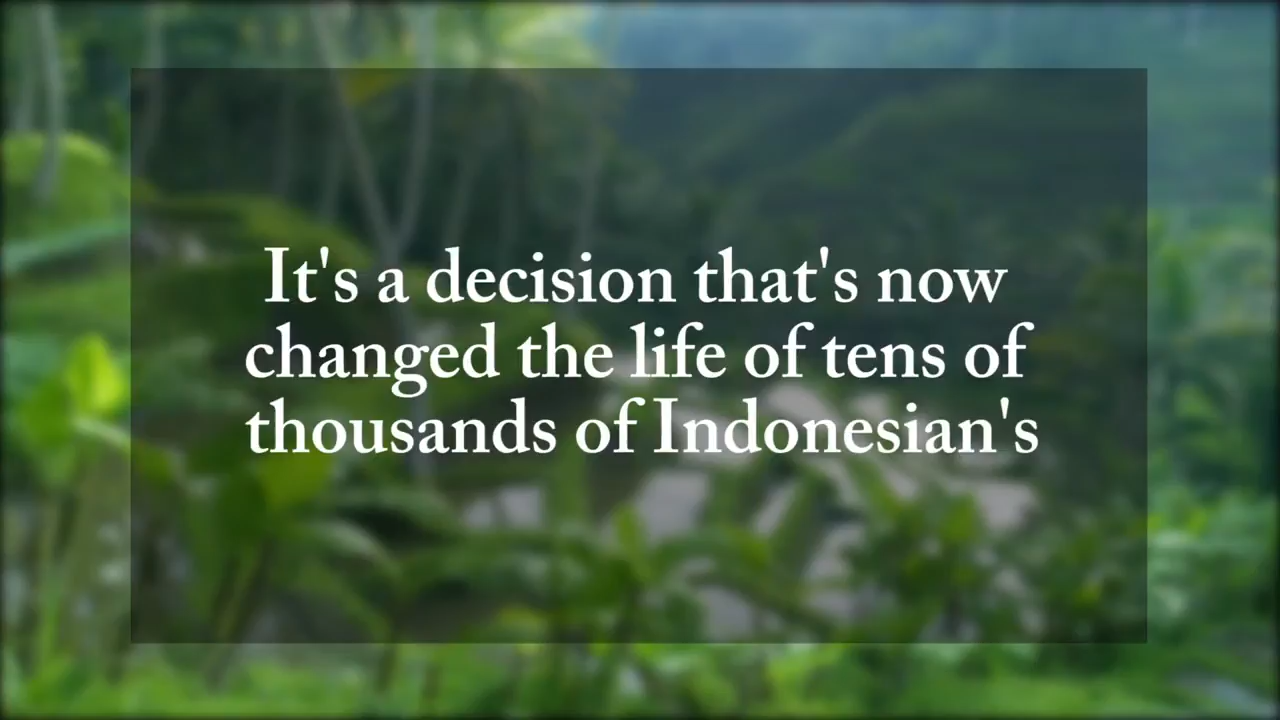 It's a decision that's now
changed the life of tens of
thousands of Indonesian's